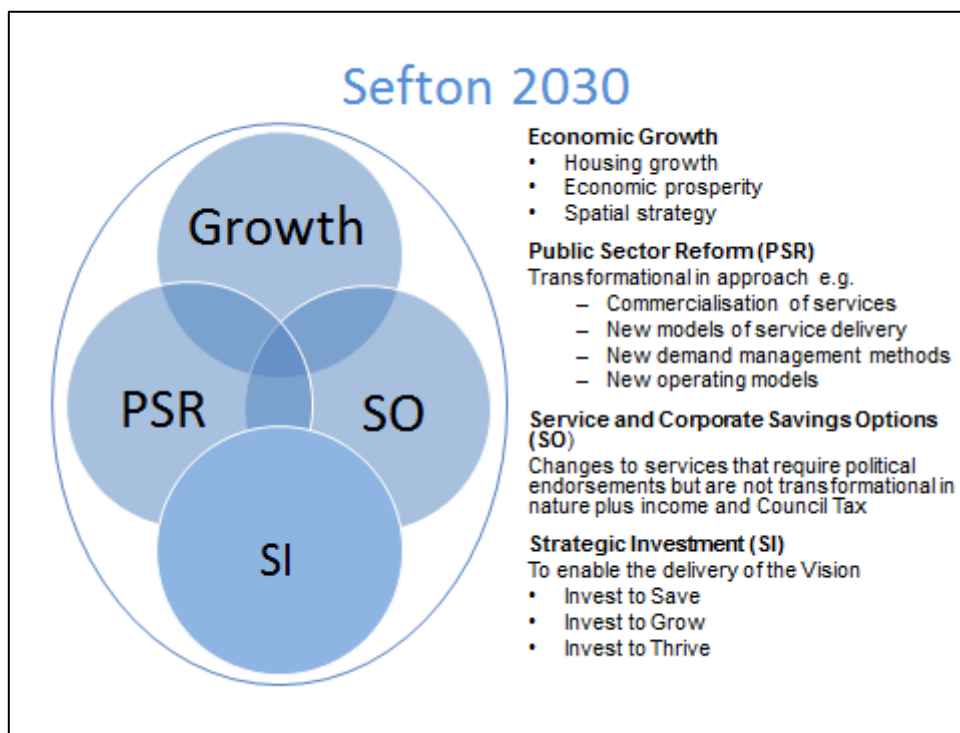 Sefton 2030
Growth
PSR
SO
SI
Economic Growth
• Housing growth
• Economic prosperity
• Spatial strategy
Public Sector Reform (PSR)
Transformational in approach e.g.
– Commercialisation of services
– New models of service delivery
– New demand management methods
– New operating models
Service and Corporate Savings Options
(SO)
Changes to services that require political
endorsements but are not transformational in
nature plus income and Council Tax
Strategic Investment (SI)
To enable the delivery of the Vision
• Invest to Save
• Invest to Grow
• Invest to Thrive